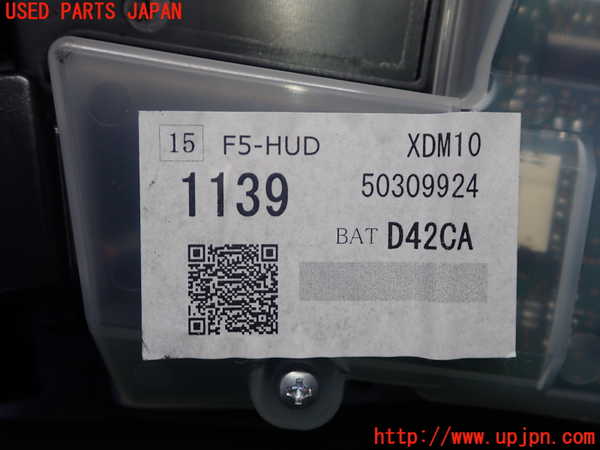 USED PARTS JAPAN
15 F5-HUD XDM10
1139 50309924
BAT D42CA
http://www.upjpn.com/